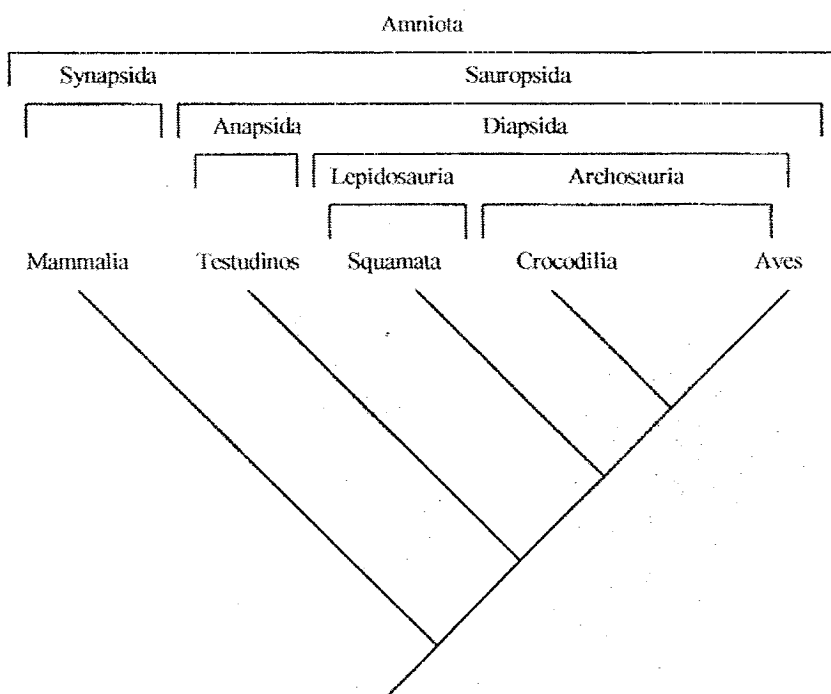 Amniota
Synapsida Sauropsida
Anapsida Diapsida
Lepidosauria Archosauria
Mammalia Testudinos Squamata Crocodilia Aves